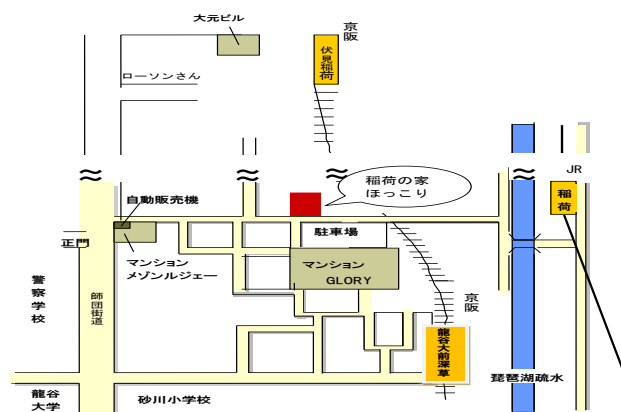 大元ビル
京阪
伏見稲荷
ローソンさん
JR
稲荷
稲荷の家
ほっこり
自動販売機
正門
駐車場
マンション
メゾンルジェー
マンション
GLORY
警察学校
師団街道
京阪
龍谷大前深草
琵琶湖疏水
龍谷
大学
砂川小学校